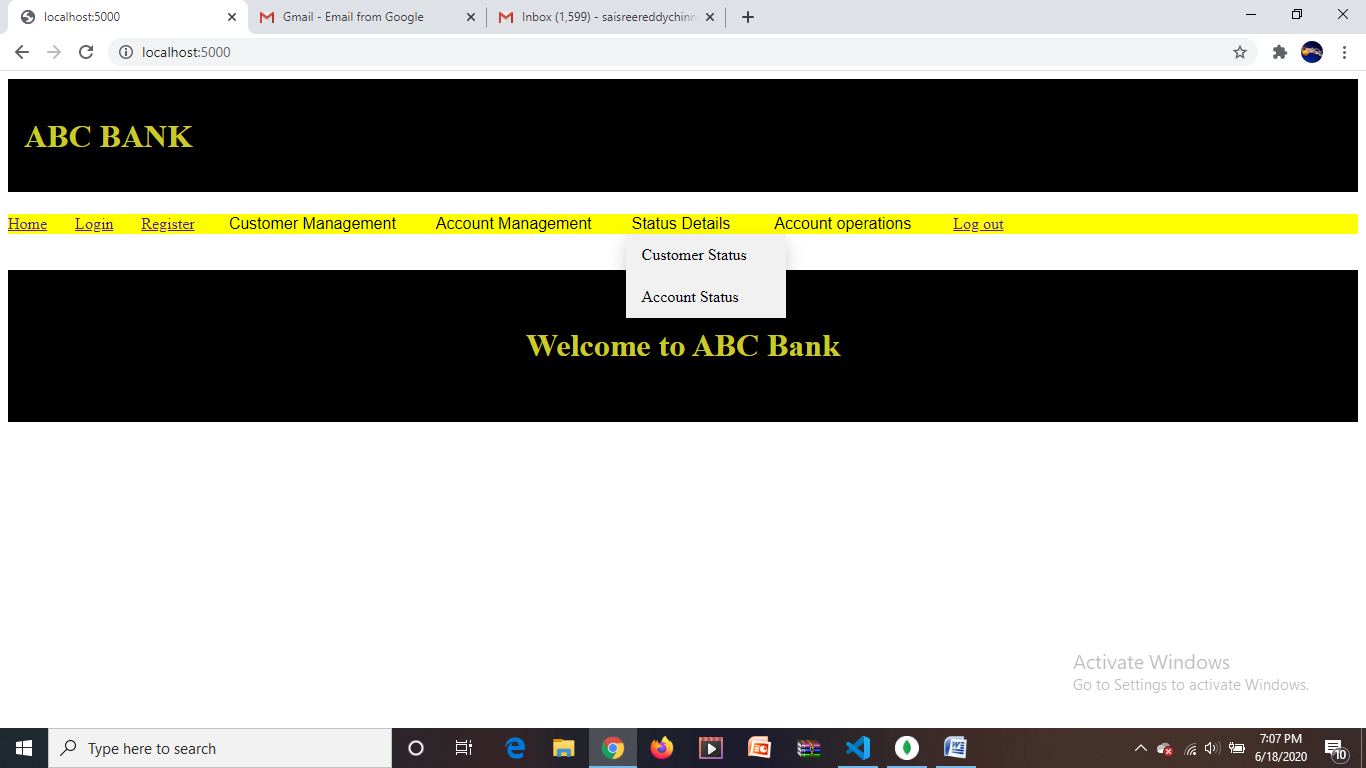 localhost:5000 Gmail - Email from Google Inbox (1,599) - saisreereddychinn
localhost:5000
ABC BANK
Home Login Register Customer Management Account Management Status Details Account operations Log out
Customer Status
Account Status
Welcome to ABC Bank
Activate Windows
Go to Settings to activate Windows.
Type here to search
7:07 PM
6/18/2020
10